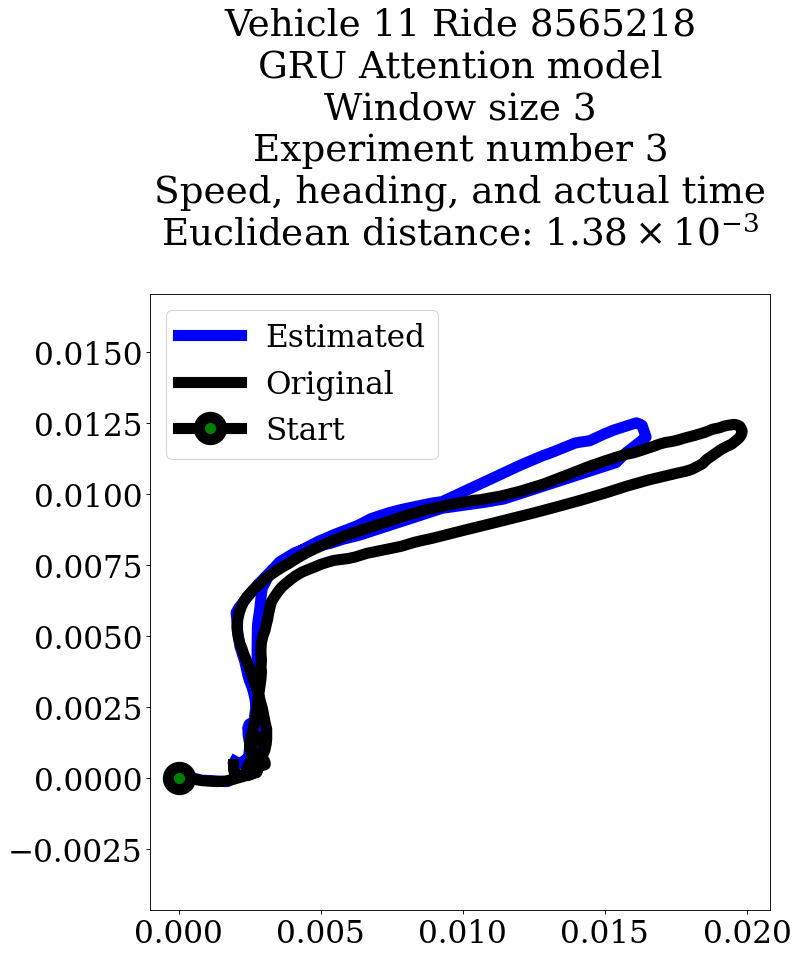 Vehicle 11 Ride 8565218
GRU Attention model
Window size 3
Experiment number 3
Speed, heading, and actual time
Euclidean distance: 1.38 × 10⁻³
Estimated
Original
Start
0.0150
0.0125
0.0100
0.0075
0.0050
0.0025
0.0000
−0.0025
0.000 0.005 0.010 0.015 0.020